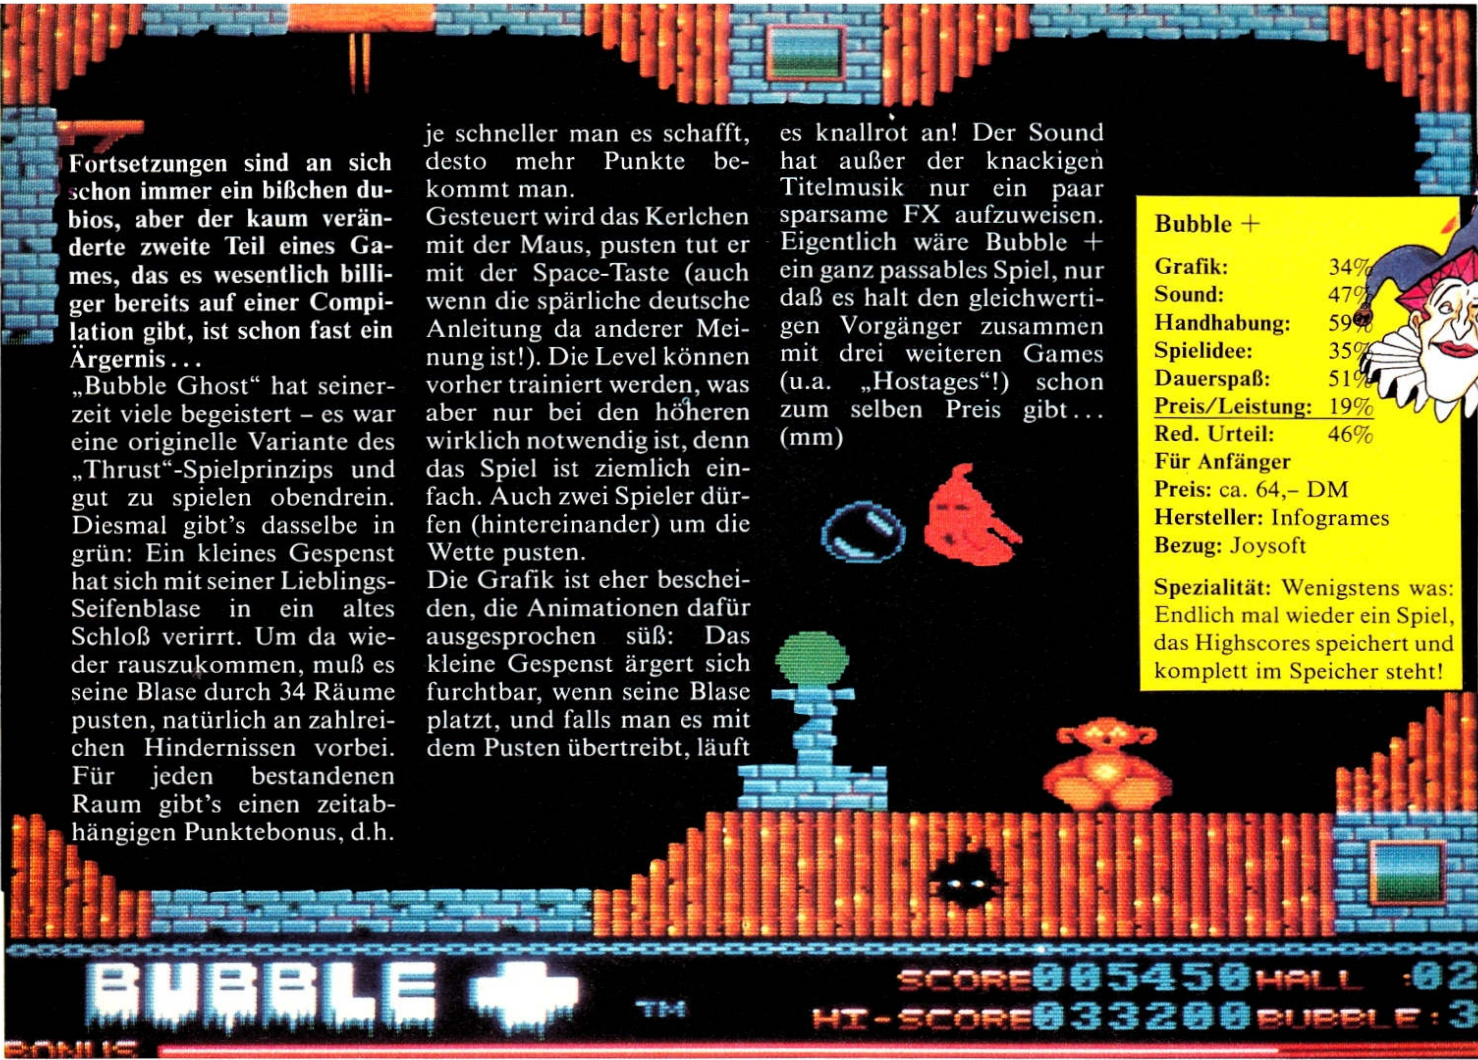 Fortsetzungen sind an sich
schon immer ein bißchen du-
bios, aber der kaum verän-
derte zweite Teil eines Ga-
mes, das es wesentlich billi-
ger bereits auf einer Compi-
lation gibt, ist schon fast ein
Ärgernis...
„Bubble Ghost“ hat seiner-
zeit viele begeistert – es war
eine originelle Variante des
„Thrust“-Spielprinzips und
gut zu spielen obendrein.
Diesmal gibt's dasselbe in
grün: Ein kleines Gespenst
hat sich mit seiner Lieblings-
Seifenblase in ein altes
Schloß verirrt. Um da wie-
der rauszukommen, muß es
seine Blase durch 34 Räume
pusten, natürlich an zahlrei-
chen Hindernissen vorbei.
Für jeden bestandenen
Raum gibt's einen zeitab-
hängigen Punktebonus, d.h.
je schneller man es schafft,
desto mehr Punkte be-
kommt man.
Gesteuert wird das Kerlchen
mit der Maus, pusten tut er
mit der Space-Taste (auch
wenn die spärliche deutsche
Anleitung da anderer Mei-
nung ist!). Die Level können
vorher trainiert werden, was
aber nur bei den höheren
wirklich notwendig ist, denn
das Spiel ist ziemlich ein-
fach. Auch zwei Spieler dür-
fen (hintereinander) um die
Wette pusten.
Die Grafik ist eher beschei-
den, die Animationen dafür
ausgesprochen süß: Das
kleine Gespenst ärgert sich
furchtbar, wenn seine Blase
platzt, und falls man es mit
dem Pusten übertreibt, läuft
es knallrot an! Der Sound
hat außer der knackigen
Titelmusik nur ein paar
sparsame FX aufzuweisen.
Eigentlich wäre Bubble +
ein ganz passables Spiel, nur
daß es halt den gleichwerti-
gen Vorgänger zusammen
mit drei weiteren Games
(u.a. „Hostages“!) schon
zum selben Preis gibt...
(mm)
Bubble +
Grafik: 34%
Sound: 47%
Handhabung: 59%
Spielidee: 35%
Dauerspaß: 51%
Preis/Leistung: 19%
Red. Urteil: 46%
Für Anfänger
Preis: ca. 64,– DM
Hersteller: Infogrames
Bezug: Joysoft
Spezialität: Wenigstens was:
Endlich mal wieder ein Spiel,
das Highscores speichert und
komplett im Speicher steht!
BUBBLE + TM
SCORE 005450 HALL :02
HI-SCORE 033200 BUBBLE:3
BONUS